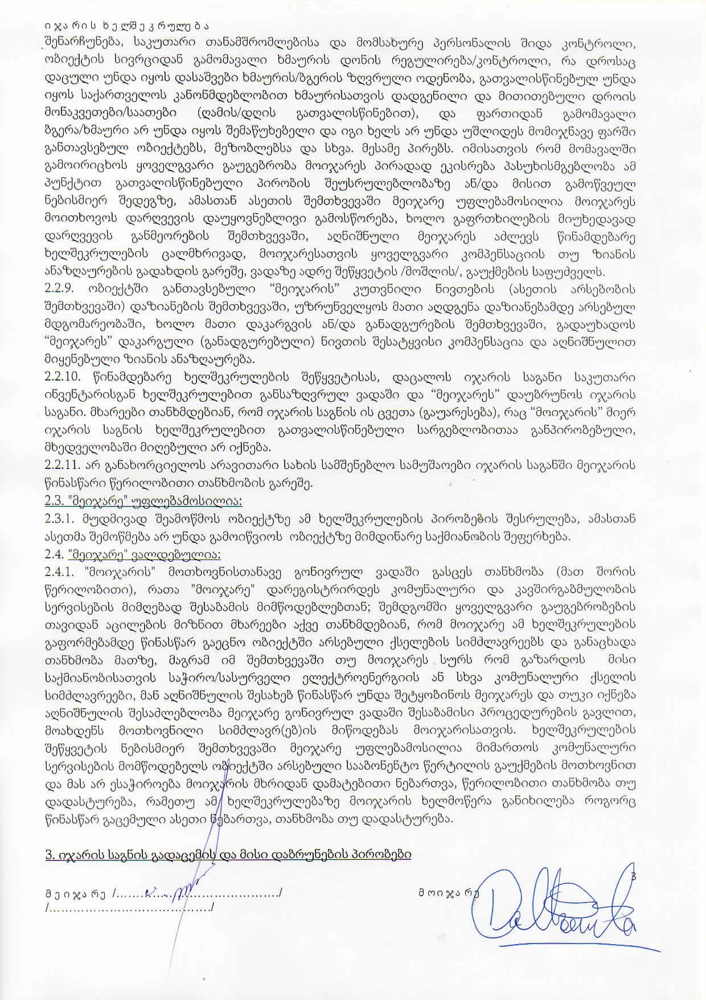 ი ჯ ა რ ი ს ხ ე ლ შ ე კ რ უ ლ ე ბ ა
შენარჩუნება, საკუთარი თანამშრომლებისა და მომსახურე პერსონალის შიდა კონტროლი,
ობიექტის სივრციდან გამომავალი ხმაურის დონის რეგულირება/კონტროლი, რა დროსაც
დაცული უნდა იყოს დასაშვები ხმაურის/ბგერის ზღვრული ოდენობა, გათვალისწინებულ უნდა
იყოს საქართველოს კანონმდებლობით ხმაურისათვის დადგენილი და მითითებული დროის
მონაკვეთები/საათები (ღამის/დღის გათვალისწინებით), და ფართიდან გამომავალი
ბგერა/ხმაური არ უნდა იყოს შემაწუხებელი და იგი ხელს არ უნდა უშლიდეს მომიჯნავე ფარში
განთავსებულ ობიექტებს, მეზობლებსა და სხვა. მესამე პირებს. იმისათვის რომ მომავალში
გამოირიცხოს ყოველგვარი გაუგებრობა მოიჯარეს პირადად ეკისრება პასუხისმგებლობა ამ
პუნქტით გათვალისწინებული პირობის შეუსრულებლობაზე ან/და მისით გამოწვეულ
ნებისმიერ შედეგზე, ამასთან ასეთის შემთხვევაში მეიჯარე უფლებამოსილია მოიჯარეს
მოითხოვოს დარღვევის დაუყოვნებლივი გამოსწორება, ხოლო გაფრთხილების მიუხედავად
დარღვევის განმეორების შემთხვევაში, აღნიშნული მეიჯარეს აძლევს წინამდებარე
ხელშეკრულების ცალმხრივად, მოიჯარესათვის ყოველგვარი კომპენსაციის თუ ზიანის
ანაზღაურების გადახდის გარეშე, ვადაზე ადრე შეწყვეტის /მოშლის/, გაუქმების საფუძველს.
2.2.9. ობიექტში განთავსებული “მეიჯარის” კუთვნილი ნივთების (ასეთის არსებობის
შემთხვევაში) დაზიანების შემთხვევაში, უზრუნველყოს მათი აღდგენა დაზიანებამდე არსებულ
მდგომარეობაში, ხოლო მათი დაკარგვის ან/და განადგურების შემთხვევაში, გადაუხადოს
“მეიჯარეს” დაკარგული (განადგურებული) ნივთის შესატყვისი კომპენსაცია და აღნიშნულით
მიყენებული ზიანის ანაზღაურება.
2.2.10. წინამდებარე ხელშეკრულების შეწყვეტისას, დაცალოს იჯარის საგანი საკუთარი
ინვენტარისგან ხელშეკრულებით განსაზღვრულ ვადაში და “მეიჯარეს” დაუბრუნოს იჯარის
საგანი. მხარეები თანხმდებიან, რომ იჯარის საგნის ის ცვეთა (გაუარესება), რაც “მოიჯარის” მიერ
იჯარის საგნის ხელშეკრულებით გათვალისწინებული სარგებლობითაა განპირობებული,
მხედველობაში მიღებული არ იქნება.
2.2.11. არ განახორციელოს არავითარი სახის სამშენებლო სამუშაოები იჯარის საგანში მეიჯარის
წინასწარი წერილობითი თანხმობის გარეშე.
2.3. "მეიჯარე" უფლებამოსილია:
2.3.1. მუდმივად შეამოწმოს ობიექტზე ამ ხელშეკრულების პირობების შესრულება, ამასთან
ასეთმა შემოწმება არ უნდა გამოიწვიოს ობიექტზე მიმდინარე საქმიანობის შეფერხება.
2.4. "მეიჯარე" ვალდებულია:
2.4.1. "მოიჯარის" მოთხოვნისთანავე გონივრულ ვადაში გასცეს თანხმობა (მათ შორის
წერილობითი), რათა "მოიჯარე" დარეგისტრირდეს კომუნალური და კავშირგაბმულობის
სერვისების მიმღებად შესაბამის მიმწოდებლებთან; შემდგომში ყოველგვარი გაუგებრობების
თავიდან აცილების მიზნით მხარეები აქვე თანხმდებიან, რომ მოიჯარე ამ ხელშეკრულების
გაფორმებამდე წინასწარ გაეცნო ობიექტში არსებული ქსელების სიმძლავრეებს და განაცხადა
თანხმობა მათზე, მაგრამ იმ შემთხვევაში თუ მოიჯარეს სურს რომ გაზარდოს მისი
საქმიანობისათვის საჭირო/სასურველი ელექტროენერგიის ან სხვა კომუნალური ქსელის
სიმძლავრეები, მან აღნიშნულის შესახებ წინასწარ უნდა შეტყობინოს მეიჯარეს და თუკი იქნება
აღნიშნულის შესაძლებლობა მეიჯარე გონივრულ ვადაში შესაბამისი პროცედურების გავლით,
მოახდენს მოთხოვნილი სიმძლავრ(ებ)ის მიწოდებას მოიჯარისათვის. ხელშეკრულების
შეწყვეტის ნებისმიერ შემთხვევაში მეიჯარე უფლებამოსილია მიმართოს კომუნალური
სერვისების მომწოდებელს ობიექტში არსებული სააბონენტო წერტილის გაუქმების მოთხოვნით
და მას არ ესაჭიროება მოიჯარის მხრიდან დამატებითი ნებართვა, წერილობითი თანხმობა თუ
დადასტურება, რამეთუ ამ ხელშეკრულებაზე მოიჯარის ხელმოწერა განიხილება როგორც
წინასწარ გაცემული ასეთი ნებართვა, თანხმობა თუ დადასტურება.
3. იჯარის საგნის გადაცემის და მისი დაბრუნების პირობები
3
მ ე ი ჯ ა რ ე /........................................./ მ ო ი ჯ ა რ ე
/........................................./